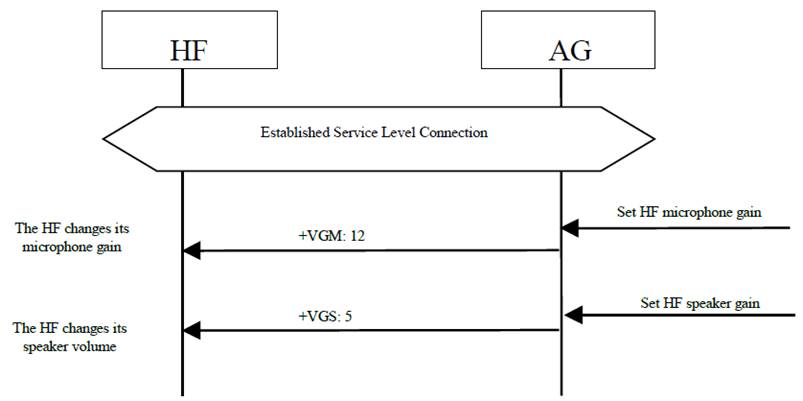 HF
AG
Established Service Level Connection
Set HF microphone gain
The HF changes its
microphone gain
+VGM: 12
Set HF speaker gain
+VGS: 5
The HF changes its
speaker volume